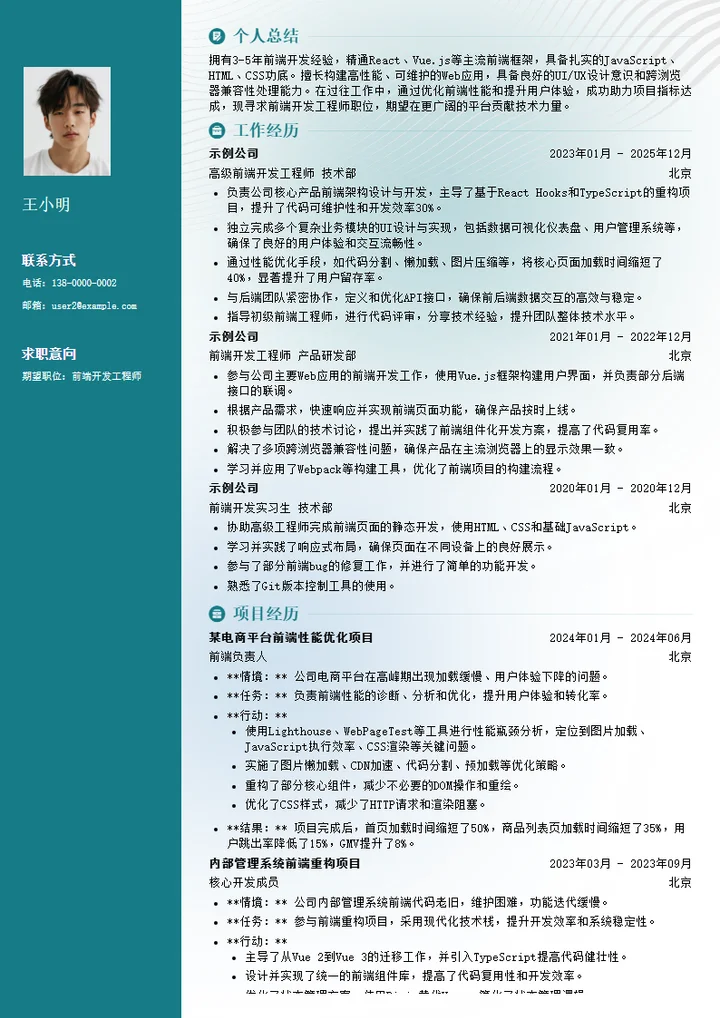 王小明
联系方式
电话：138-0000-0002
邮箱：user2@example.com
求职意向
期望职位：前端开发工程师
个人总结
拥有3-5年前端开发经验，精通React、Vue.js等主流前端框架，具备扎实的JavaScript、
HTML、CSS功底。擅长构建高性能、可维护的Web应用，具备良好的UI/UX设计意识和跨浏览
器兼容性处理能力。在过往工作中，通过优化前端性能和提升用户体验，成功助力项目指标达
成，现寻求前端开发工程师职位，期望在更广阔的平台贡献技术力量。
工作经历
示例公司 2023年01月 - 2025年12月
高级前端开发工程师 技术部 北京
• 负责公司核心产品前端架构设计与开发，主导了基于React Hooks和TypeScript的重构项
目，提升了代码可维护性和开发效率30%。
• 独立完成多个复杂业务模块的UI设计与实现，包括数据可视化仪表盘、用户管理系统等，
确保了良好的用户体验和交互流畅性。
• 通过性能优化手段，如代码分割、懒加载、图片压缩等，将核心页面加载时间缩短了
40%，显著提升了用户留存率。
• 与后端团队紧密协作，定义和优化API接口，确保前后端数据交互的高效与稳定。
• 指导初级前端工程师，进行代码评审，分享技术经验，提升团队整体技术水平。
示例公司 2021年01月 - 2022年12月
前端开发工程师 产品研发部 北京
• 参与公司主要Web应用的前端开发工作，使用Vue.js框架构建用户界面，并负责部分后端
接口的联调。
• 根据产品需求，快速响应并实现前端页面功能，确保产品按时上线。
• 积极参与团队的技术讨论，提出并实践了前端组件化开发方案，提高了代码复用率。
• 解决了多项跨浏览器兼容性问题，确保产品在主流浏览器上的显示效果一致。
• 学习并应用了Webpack等构建工具，优化了前端项目的构建流程。
示例公司 2020年01月 - 2020年12月
前端开发实习生 技术部 北京
• 协助高级工程师完成前端页面的静态开发，使用HTML、CSS和基础JavaScript。
• 学习并实践了响应式布局，确保页面在不同设备上的良好展示。
• 参与了部分前端bug的修复工作，并进行了简单的功能开发。
• 熟悉了Git版本控制工具的使用。
项目经历
某电商平台前端性能优化项目 2024年01月 - 2024年06月
前端负责人 北京
• **情境：** 公司电商平台在高峰期出现加载缓慢、用户体验下降的问题。
• **任务：** 负责前端性能的诊断、分析和优化，提升用户体验和转化率。
• **行动：**
• 使用Lighthouse、WebPageTest等工具进行性能瓶颈分析，定位到图片加载、
JavaScript执行效率、CSS渲染等关键问题。
• 实施了图片懒加载、CDN加速、代码分割、预加载等优化策略。
• 重构了部分核心组件，减少不必要的DOM操作和重绘。
• 优化了CSS样式，减少了HTTP请求和渲染阻塞。
• **结果：** 项目完成后，首页加载时间缩短了50%，商品列表页加载时间缩短了35%，用
户跳出率降低了15%，GMV提升了8%。
内部管理系统前端重构项目 2023年03月 - 2023年09月
核心开发成员 北京
• **情境：** 公司内部管理系统前端代码老旧，维护困难，功能迭代缓慢。
• **任务：** 参与前端重构项目，采用现代化技术栈，提升开发效率和系统稳定性。
• **行动：**
• 主导了从Vue 2到Vue 3的迁移工作，并引入TypeScript提高代码健壮性。
• 设计并实现了统一的前端组件库，提高了代码复用性和开发效率。